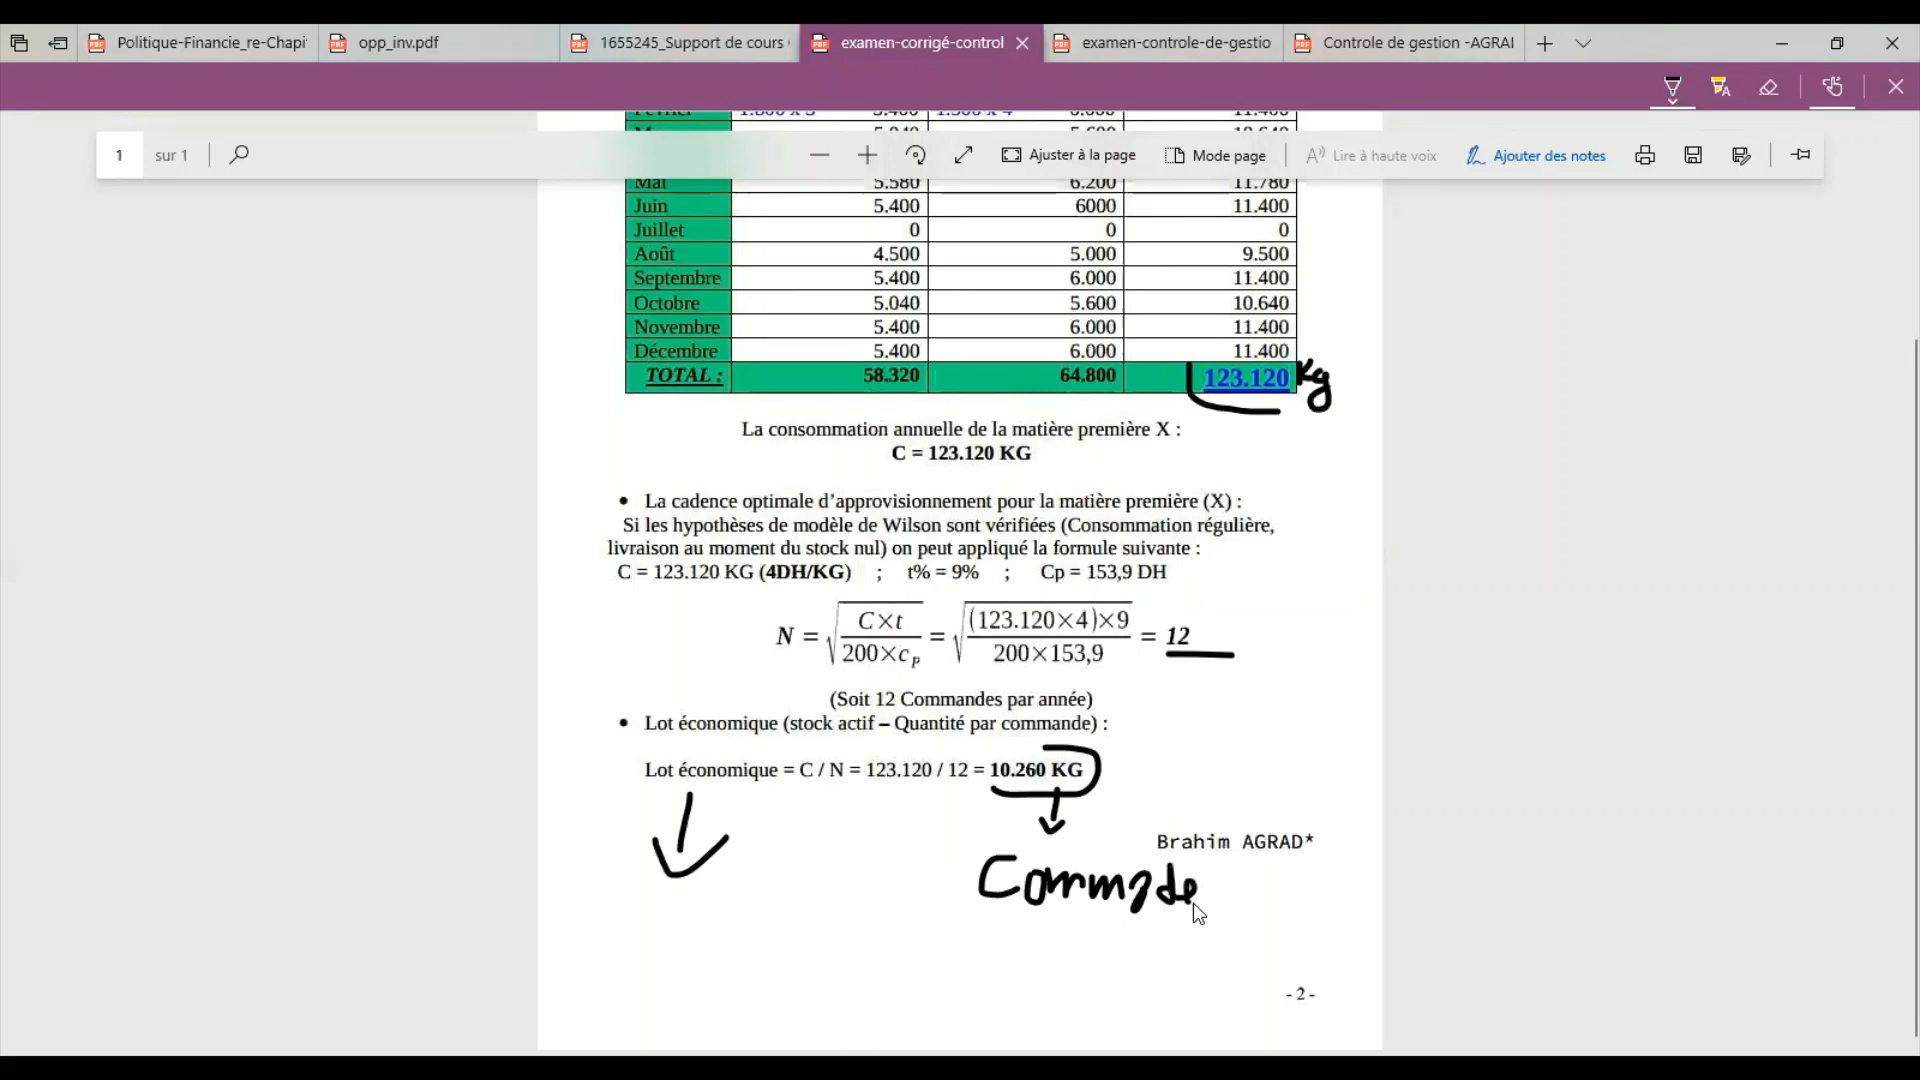 Politique-Financie_re-Chapi
opp_inv.pdf
1655245_Support de cours
examen-corrigé-control
examen-controle-de-gestio
Controle de gestion -AGRAI
1 sur 1
Ajuster à la page
Mode page
Lire à haute voix
Ajouter des notes
Mai 5.580 6.200 11.780
Juin 5.400 6000 11.400
Juillet 0 0 0
Août 4.500 5.000 9.500
Septembre 5.400 6.000 11.400
Octobre 5.040 5.600 10.640
Novembre 5.400 6.000 11.400
Décembre 5.400 6.000 11.400
TOTAL : 58.320 64.800 123.120 Kg
La consommation annuelle de la matière première X :
C = 123.120 KG
• La cadence optimale d’approvisionnement pour la matière première (X) :
Si les hypothèses de modèle de Wilson sont vérifiées (Consommation régulière,
livraison au moment du stock nul) on peut appliqué la formule suivante :
C = 123.120 KG (4DH/KG) ; t% = 9% ; Cp = 153,9 DH
N = √(C×t / 200×cp) = √((123.120×4)×9 / 200×153,9) = 12
(Soit 12 Commandes par année)
• Lot économique (stock actif – Quantité par commande) :
Lot économique = C / N = 123.120 / 12 = 10.260 KG
Brahim AGRAD*
Commade
- 2 -